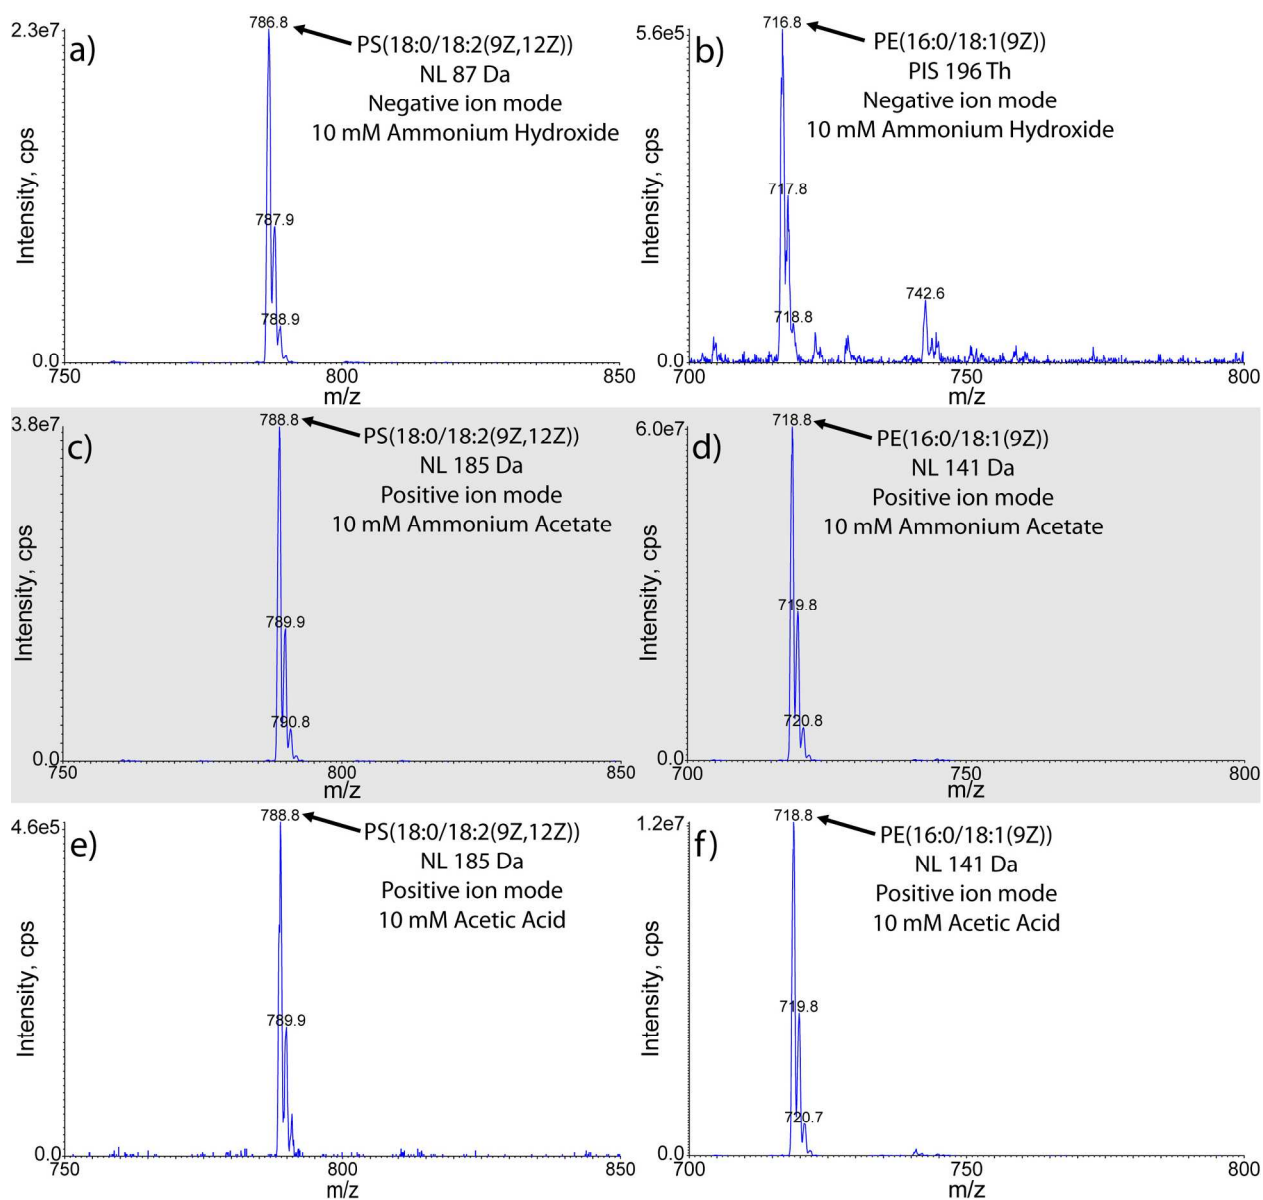 a)
2.3e7
786.8
PS(18:0/18:2(9Z,12Z))
NL 87 Da
Negative ion mode
10 mM Ammonium Hydroxide
787.9
788.9
Intensity, cps
0.0
750
800
850
m/z
b)
5.6e5
716.8
PE(16:0/18:1(9Z))
PIS 196 Th
Negative ion mode
10 mM Ammonium Hydroxide
717.8
718.8
742.6
Intensity, cps
0.0
700
750
800
m/z
c)
3.8e7
788.8
PS(18:0/18:2(9Z,12Z))
NL 185 Da
Positive ion mode
10 mM Ammonium Acetate
789.9
790.8
Intensity, cps
0.0
750
800
850
m/z
d)
6.0e7
718.8
PE(16:0/18:1(9Z))
NL 141 Da
Positive ion mode
10 mM Ammonium Acetate
719.8
720.8
Intensity, cps
0.0
700
750
800
m/z
e)
4.6e5
788.8
PS(18:0/18:2(9Z,12Z))
NL 185 Da
Positive ion mode
10 mM Acetic Acid
789.9
Intensity, cps
0.0
750
800
850
m/z
f)
1.2e7
718.8
PE(16:0/18:1(9Z))
NL 141 Da
Positive ion mode
10 mM Acetic Acid
719.8
720.7
Intensity, cps
0.0
700
750
800
m/z